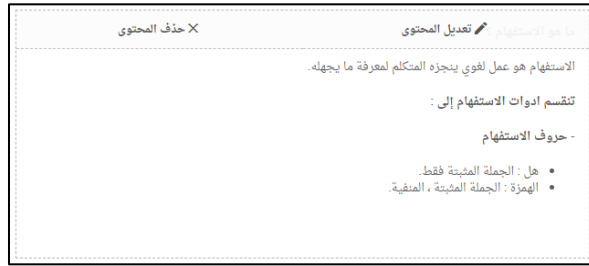 ما هو الاستفهام : تعديل المحتوى حذف المحتوى
الاستفهام هو عمل لغوي ينجزه المتكلم لمعرفة ما يجهله.
تنقسم ادوات الاستفهام إلى :
- حروف الاستفهام
• هل : الجملة المثبتة فقط.
• الهمزة : الجملة المثبتة ، المنفية.